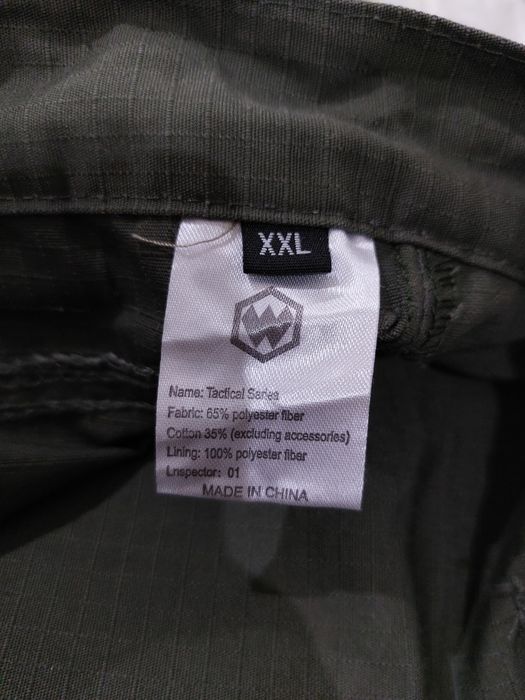 XXL
Name: Tactical Series
Fabric: 65% polyester fiber
Cotton 35% (excluding accessories)
Lining: 100% polyester fiber
Lnspector: 01
MADE IN CHINA